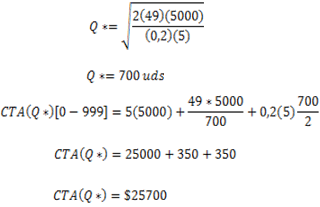 Q *= √(2(49)(5000) / (0,2)(5))
Q *= 700 uds
CTA(Q *)[0 − 999] = 5(5000) + 49 * 5000 / 700 + 0,2(5) 700 / 2
CTA(Q *) = 25000 + 350 + 350
CTA(Q *) = $25700